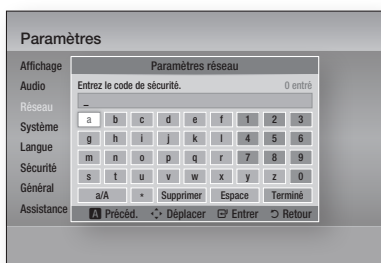 Paramètres
Affichage
Audio
Réseau
Système
Langue
Sécurité
Général
Assistance
Paramètres réseau
Entrez le code de sécurité.
0 entré
_
a b c d e f 1 2 3
g h i j k l 4 5 6
m n o p q r 7 8 9
s t u v w x y z 0
a/A * Supprimer Espace Terminé
A Précéd. Déplacer Entrer Retour